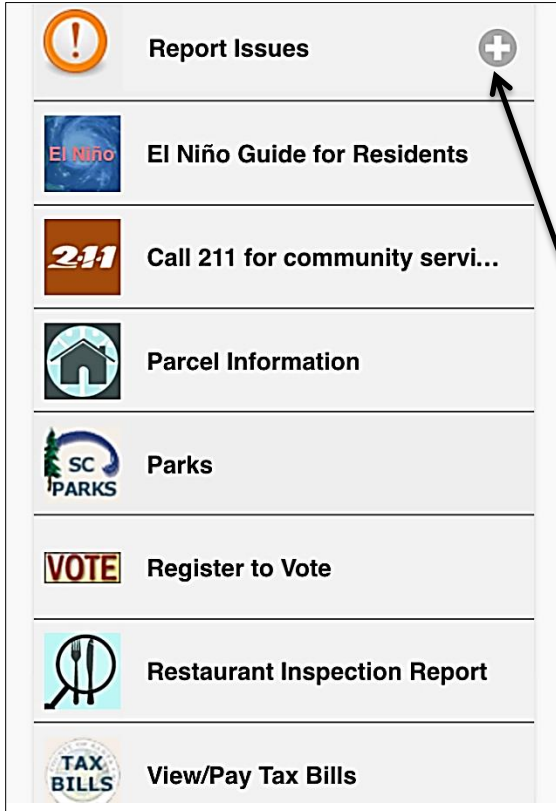 Report Issues
El Niño
El Niño Guide for Residents
211
Call 211 for community servi...
Parcel Information
SC
PARKS
Parks
VOTE
Register to Vote
Restaurant Inspection Report
TAX
BILLS
View/Pay Tax Bills